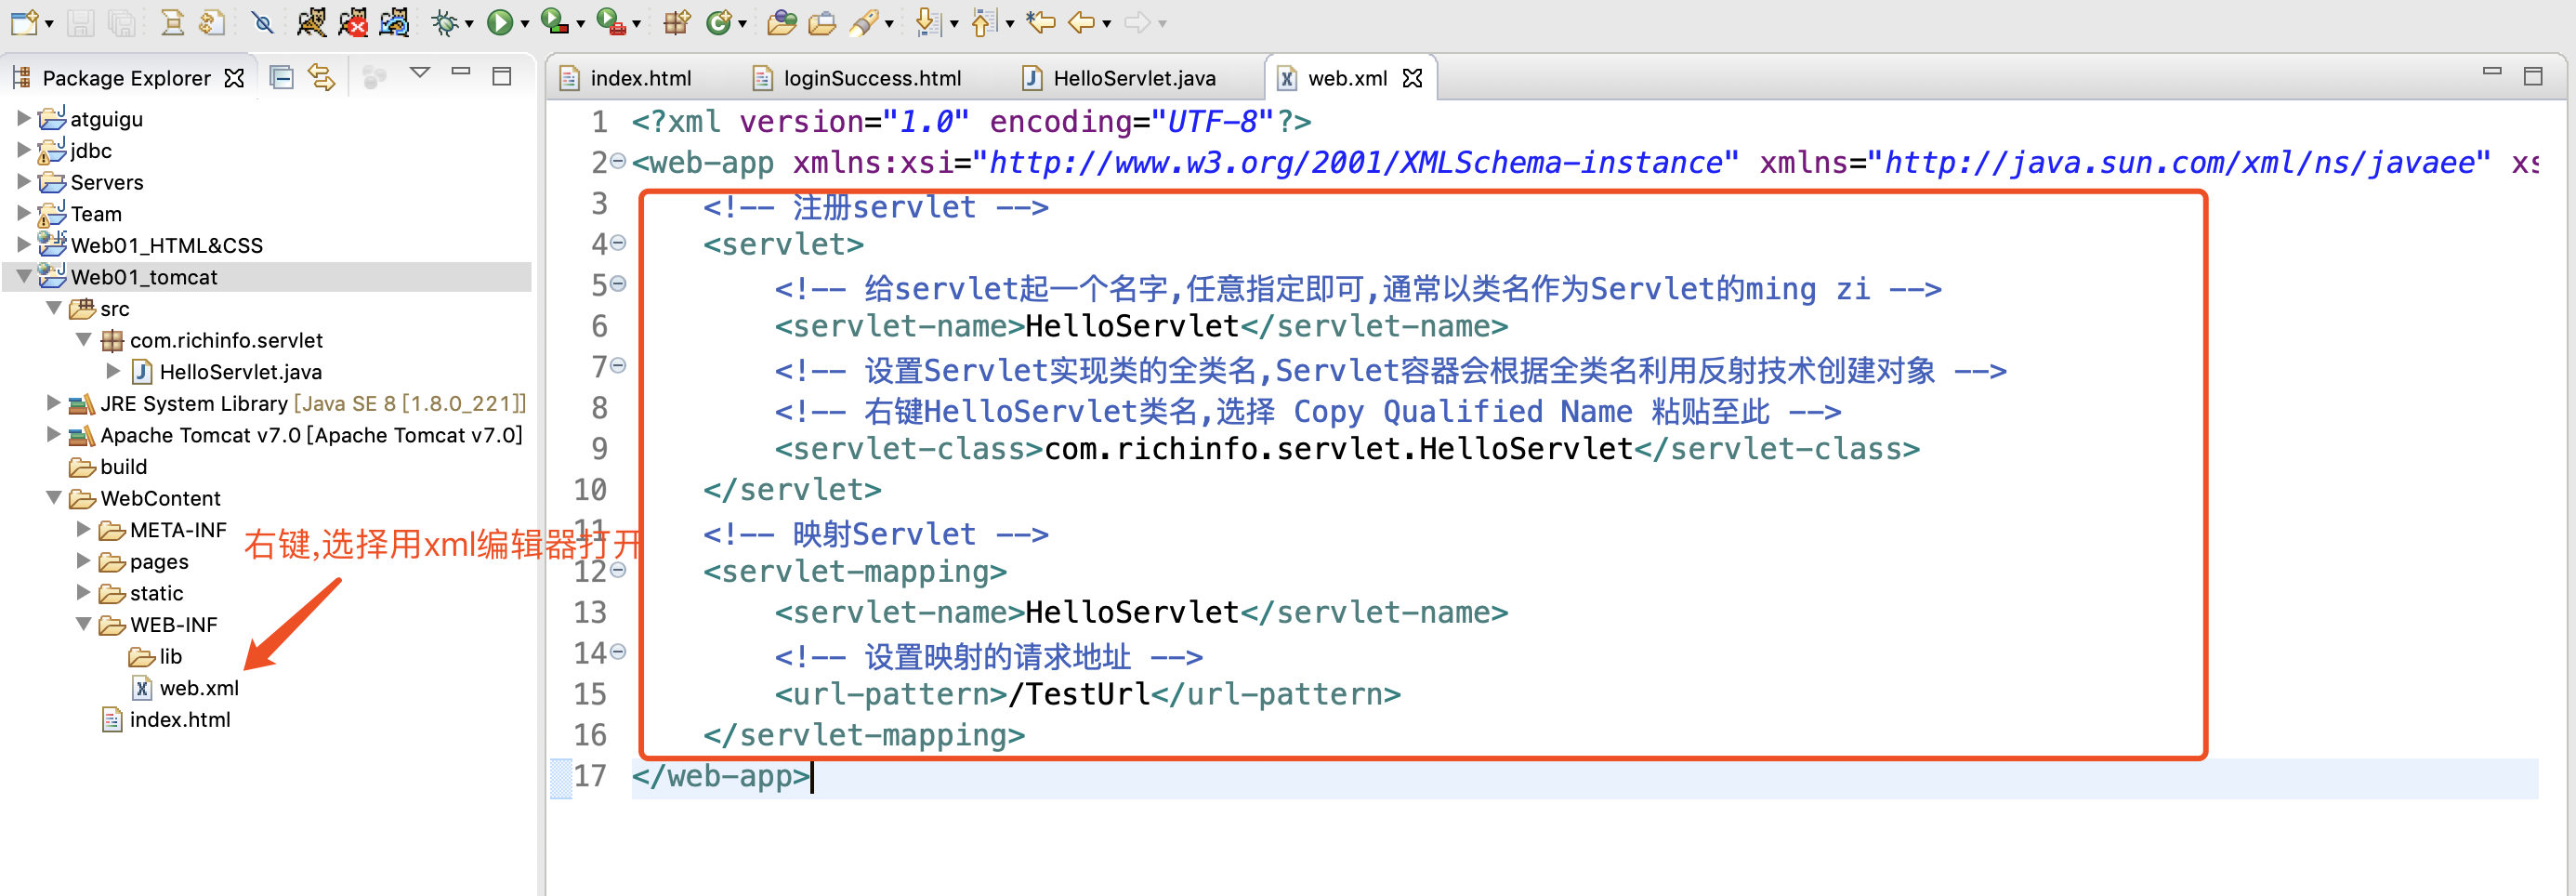 Package Explorer
atguigu
jdbc
Servers
Team
Web01_HTML&CSS
Web01_tomcat
src
com.richinfo.servlet
HelloServlet.java
JRE System Library [Java SE 8 [1.8.0_221]]
Apache Tomcat v7.0 [Apache Tomcat v7.0]
build
WebContent
META-INF
pages
static
WEB-INF
lib
web.xml
index.html
右键,选择用xml编辑器打开
index.html
loginSuccess.html
HelloServlet.java
web.xml
1 <?xml version="1.0" encoding="UTF-8"?>
2 <web-app xmlns:xsi="http://www.w3.org/2001/XMLSchema-instance" xmlns="http://java.sun.com/xml/ns/javaee" xs
3 <!-- 注册servlet -->
4 <servlet>
5 <!-- 给servlet起一个名字,任意指定即可,通常以类名作为Servlet的ming zi -->
6 <servlet-name>HelloServlet</servlet-name>
7 <!-- 设置Servlet实现类的全类名,Servlet容器会根据全类名利用反射技术创建对象 -->
8 <!-- 右键HelloServlet类名,选择 Copy Qualified Name 粘贴至此 -->
9 <servlet-class>com.richinfo.servlet.HelloServlet</servlet-class>
10 </servlet>
11 <!-- 映射Servlet -->
12 <servlet-mapping>
13 <servlet-name>HelloServlet</servlet-name>
14 <!-- 设置映射的请求地址 -->
15 <url-pattern>/TestUrl</url-pattern>
16 </servlet-mapping>
17 </web-app>